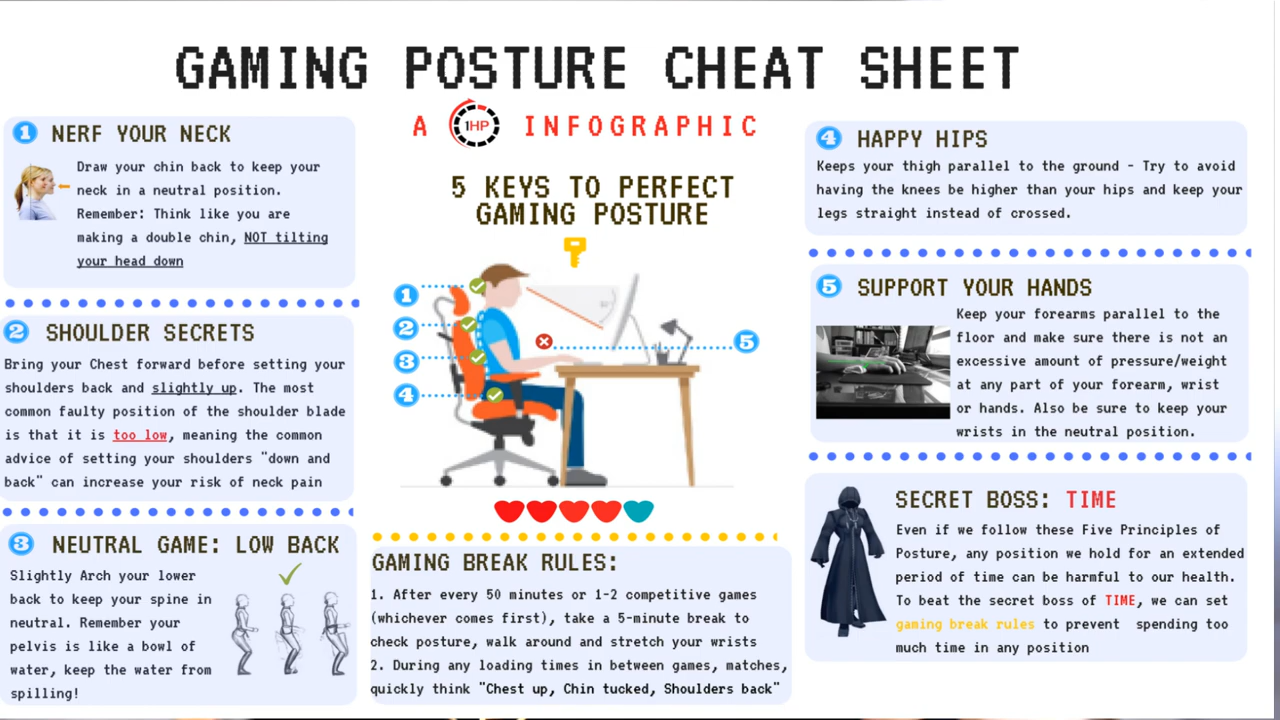 GAMING POSTURE CHEAT SHEET
A 1HP INFOGRAPHIC
1 NERF YOUR NECK
Draw your chin back to keep your
neck in a neutral position.
Remember: Think like you are
making a double chin, NOT tilting
your head down
2 SHOULDER SECRETS
Bring your Chest forward before setting your
shoulders back and slightly up. The most
common faulty position of the shoulder blade
is that it is too low, meaning the common
advice of setting your shoulders "down and
back" can increase your risk of neck pain
3 NEUTRAL GAME: LOW BACK
Slightly Arch your lower
back to keep your spine in
neutral. Remember your
pelvis is like a bowl of
water, keep the water from
spilling!
5 KEYS TO PERFECT
GAMING POSTURE
1
2
3
4
5
GAMING BREAK RULES:
1. After every 50 minutes or 1-2 competitive games
(whichever comes first), take a 5-minute break to
check posture, walk around and stretch your wrists
2. During any loading times in between games, matches,
quickly think "Chest up, Chin tucked, Shoulders back"
4 HAPPY HIPS
Keeps your thigh parallel to the ground - Try to avoid
having the knees be higher than your hips and keep your
legs straight instead of crossed.
5 SUPPORT YOUR HANDS
Keep your forearms parallel to the
floor and make sure there is not an
excessive amount of pressure/weight
at any part of your forearm, wrist
or hands. Also be sure to keep your
wrists in the neutral position.
SECRET BOSS: TIME
Even if we follow these Five Principles of
Posture, any position we hold for an extended
period of time can be harmful to our health.
To beat the secret boss of TIME, we can set
gaming break rules to prevent spending too
much time in any position